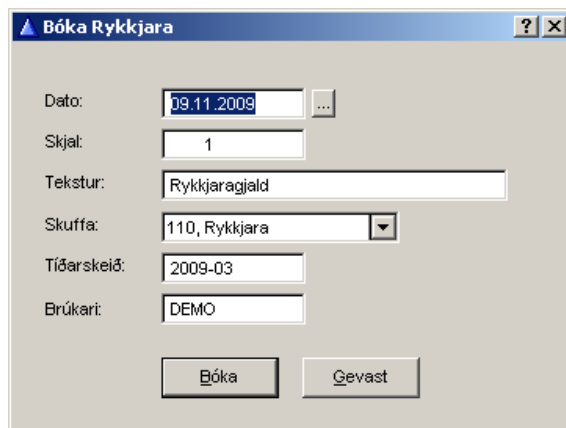 Bóka Rykkjara
Dato: 09.11.2009 ...
Skjal: 1
Tekstur: Rykkjaragjald
Skuffa: 110, Rykkjara
Tíðarskeið: 2009-03
Brúkari: DEMO
Bóka Gevast